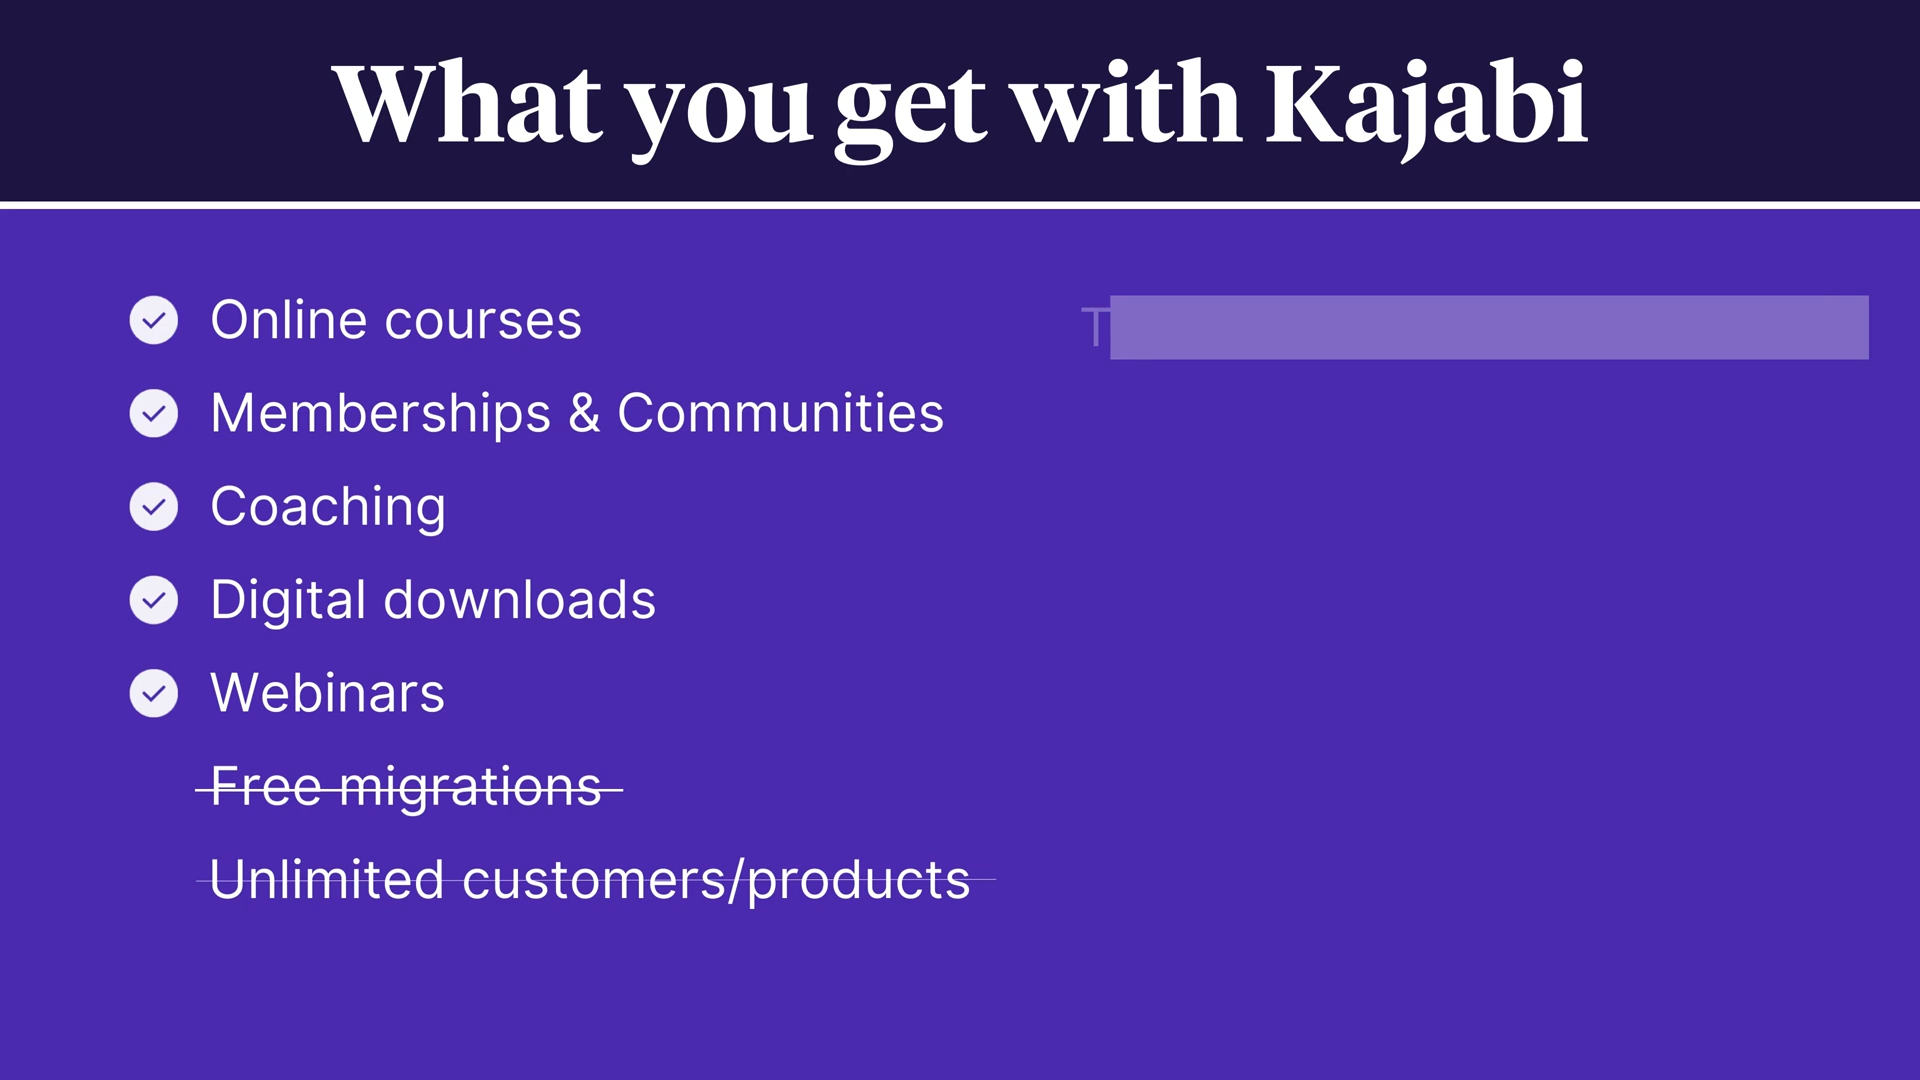 What you get with Kajabi
Online courses
Memberships & Communities
Coaching
Digital downloads
Webinars
Free migrations
Unlimited customers/products